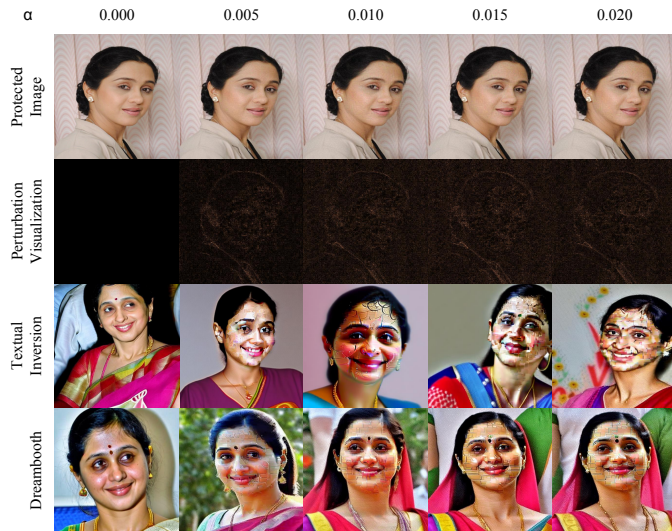 α 0.000 0.005 0.010 0.015 0.020
Protected
Image
Perturbation
Visualization
Textual
Inversion
Dreambooth